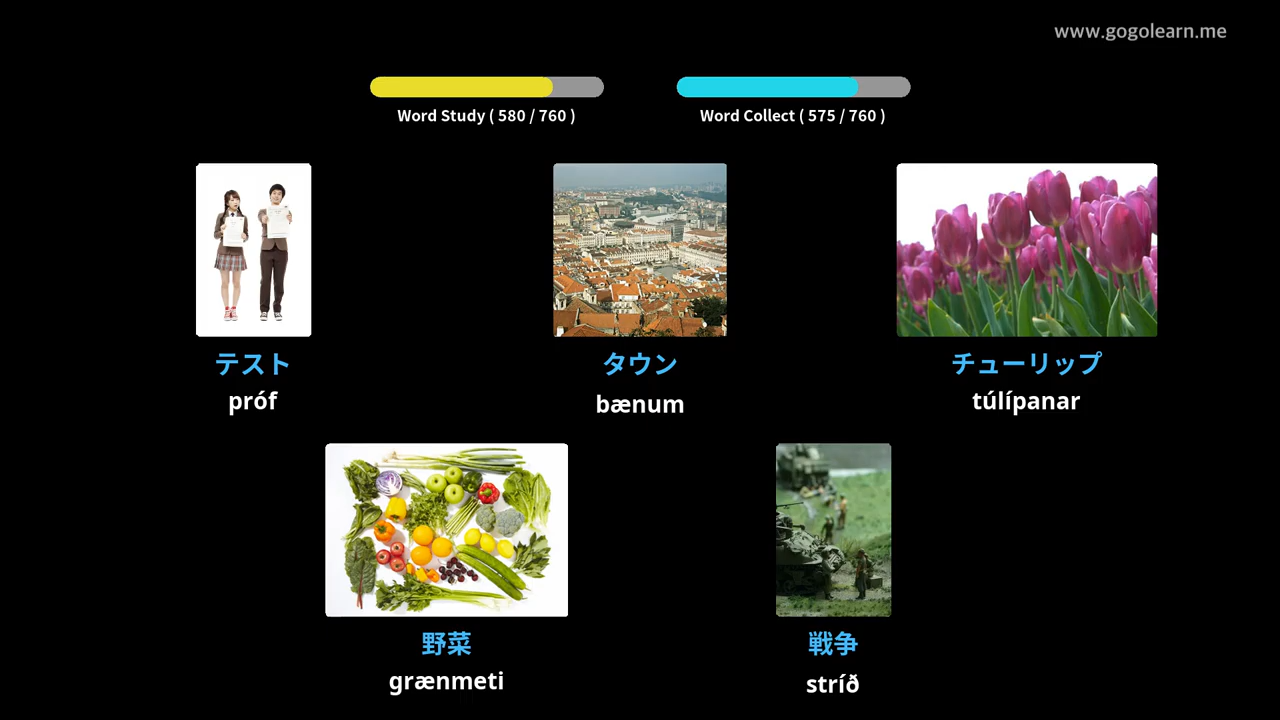 www.gogolearn.me
Word Study ( 580 / 760 )
Word Collect ( 575 / 760 )
テスト
タウン
チューリップ
próf
bænum
túlípanar
野菜
戦争
grænmeti
stríð